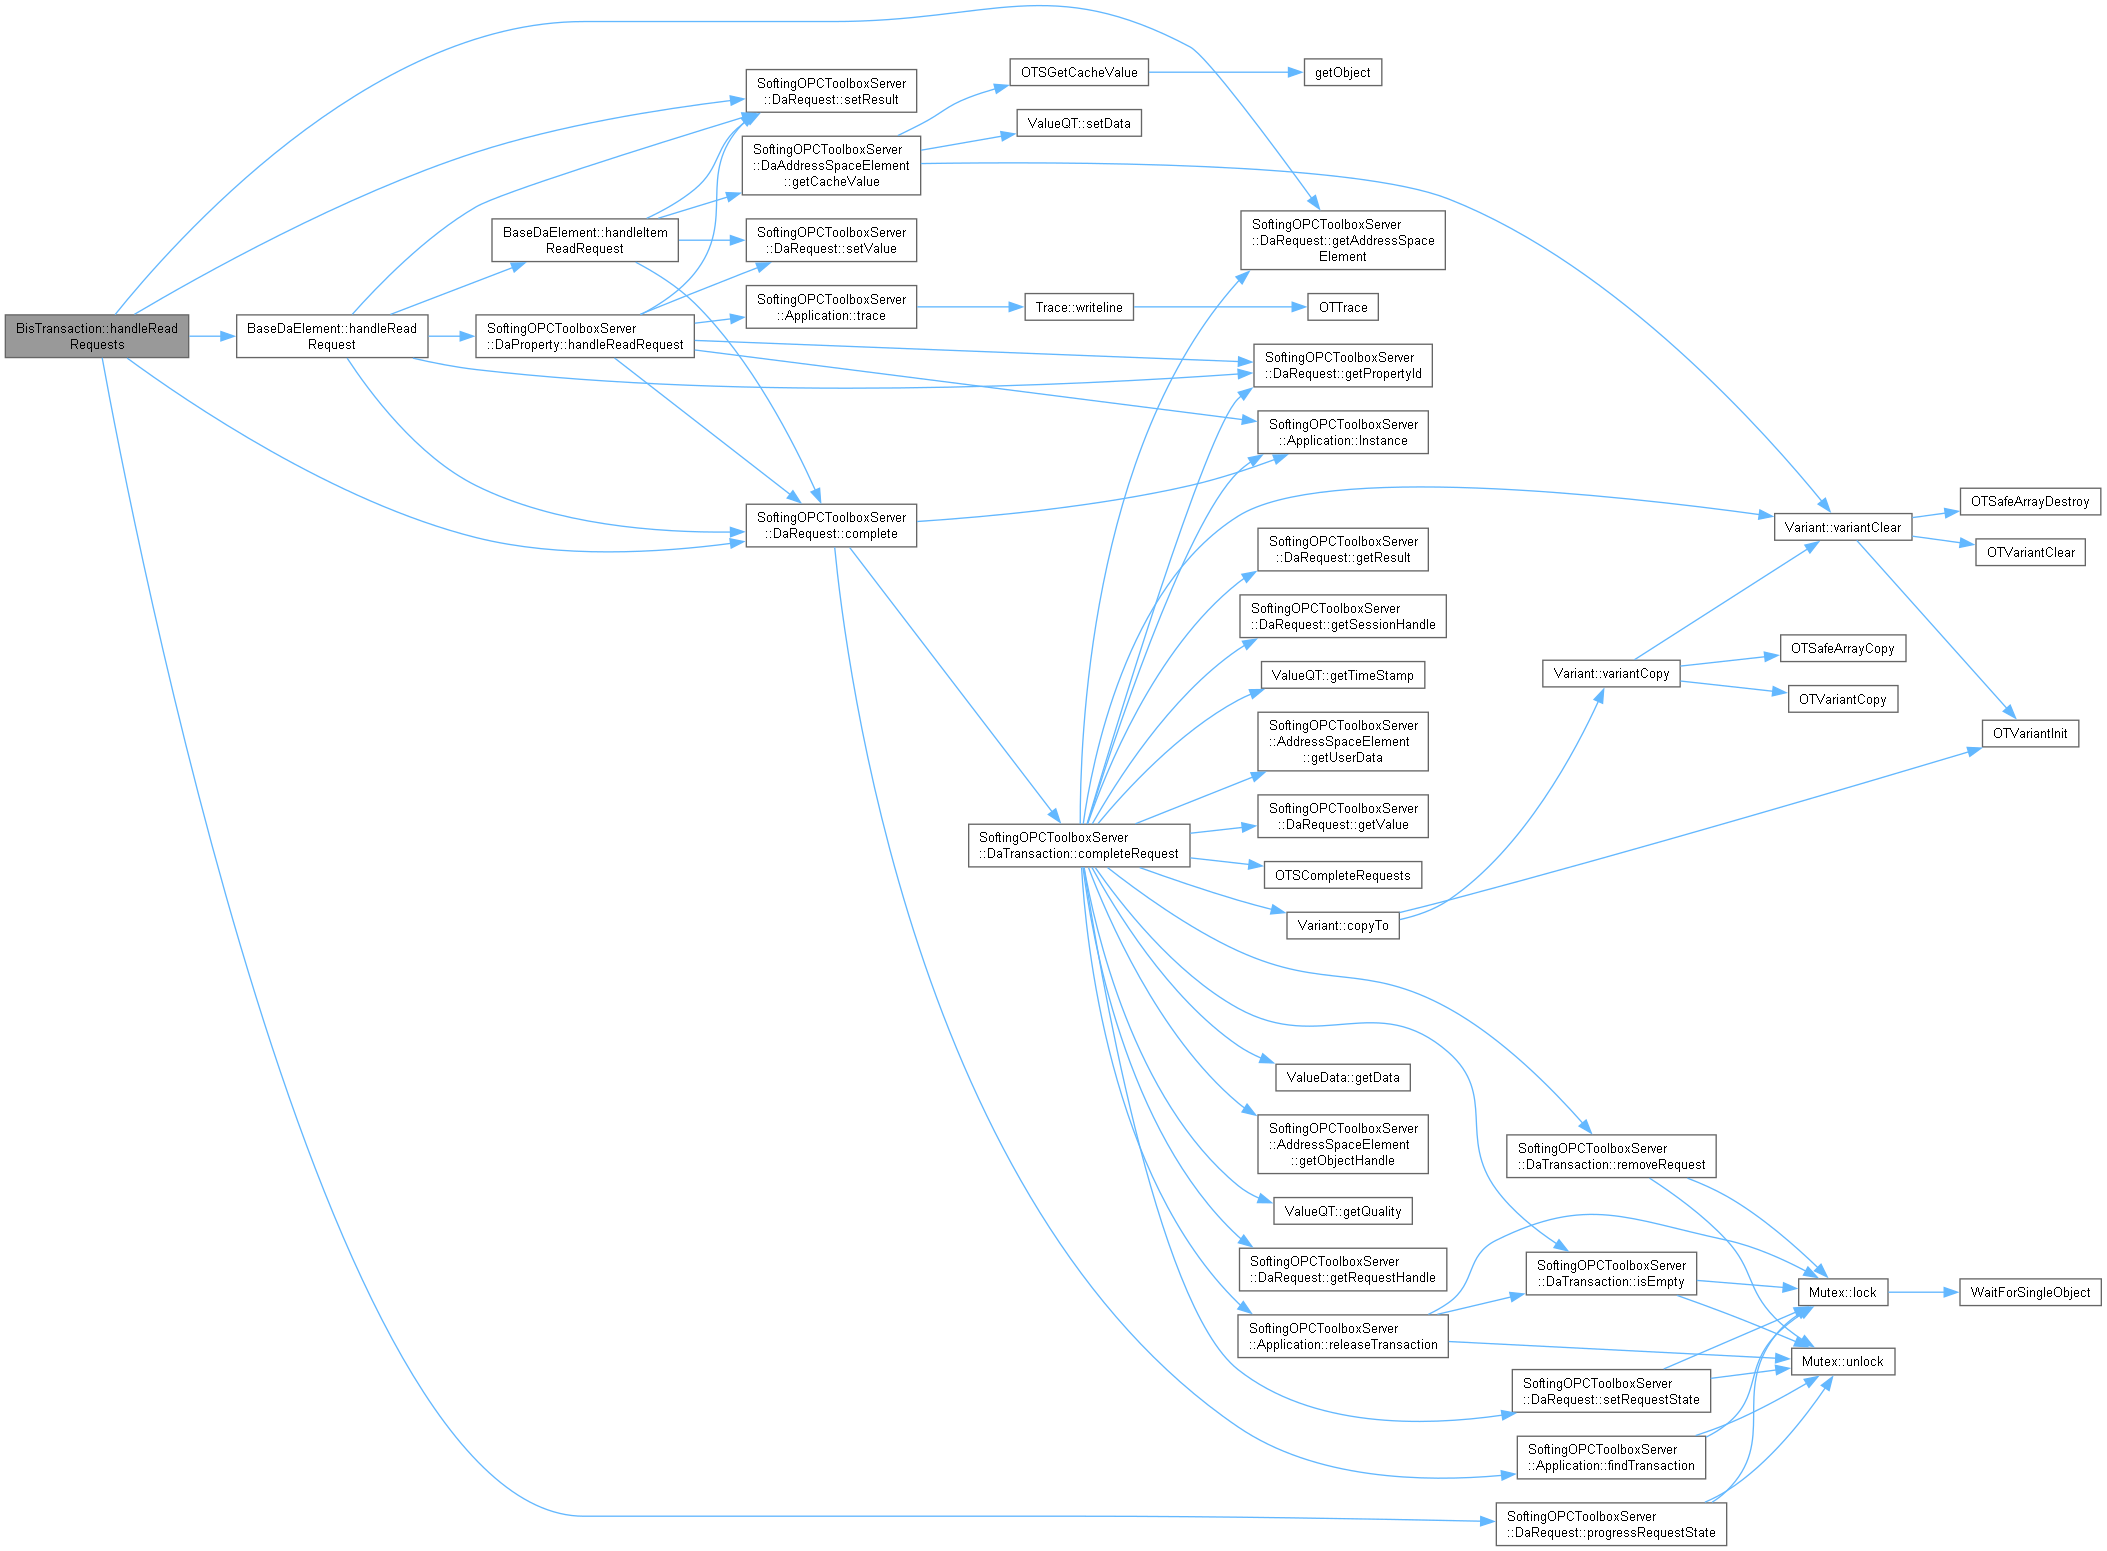 BisTransaction::handleRead
Requests
BaseDaElement::handleRead
Request
BaseDaElement::handleItem
ReadRequest
SoftingOPCToolboxServer
::DaProperty::handleReadRequest
SoftingOPCToolboxServer
::DaRequest::setResult
SoftingOPCToolboxServer
::DaAddressSpaceElement
::getCacheValue
SoftingOPCToolboxServer
::DaRequest::setValue
SoftingOPCToolboxServer
::Application::trace
SoftingOPCToolboxServer
::DaRequest::complete
OTSGetCacheValue
ValueQT::setData
Trace::writeline
SoftingOPCToolboxServer
::DaTransaction::completeRequest
getObject
SoftingOPCToolboxServer
::DaRequest::getAddressSpace
Element
OTTrace
SoftingOPCToolboxServer
::DaRequest::getPropertyId
SoftingOPCToolboxServer
::Application::Instance
SoftingOPCToolboxServer
::DaRequest::getResult
SoftingOPCToolboxServer
::DaRequest::getSessionHandle
ValueQT::getTimeStamp
SoftingOPCToolboxServer
::AddressSpaceElement
::getUserData
SoftingOPCToolboxServer
::DaRequest::getValue
OTSCompleteRequests
Variant::copyTo
ValueData::getData
SoftingOPCToolboxServer
::AddressSpaceElement
::getObjectHandle
ValueQT::getQuality
SoftingOPCToolboxServer
::DaRequest::getRequestHandle
SoftingOPCToolboxServer
::Application::releaseTransaction
Variant::variantCopy
SoftingOPCToolboxServer
::DaTransaction::removeRequest
SoftingOPCToolboxServer
::DaTransaction::isEmpty
SoftingOPCToolboxServer
::DaRequest::setRequestState
SoftingOPCToolboxServer
::Application::findTransaction
SoftingOPCToolboxServer
::DaRequest::progressRequestState
Variant::variantClear
OTSafeArrayCopy
OTVariantCopy
Mutex::lock
Mutex::unlock
OTSafeArrayDestroy
OTVariantClear
OTVariantInit
WaitForSingleObject